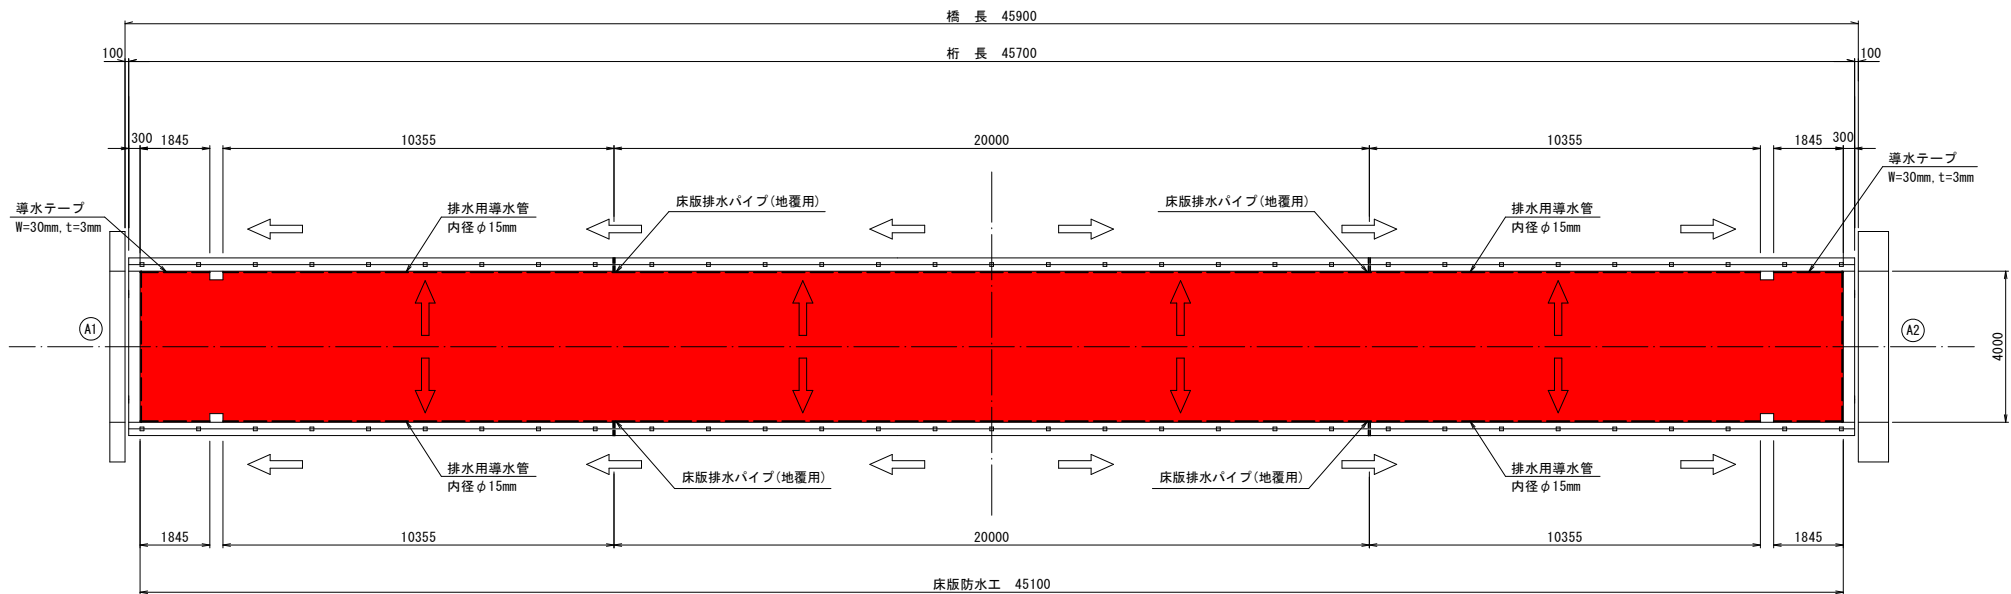 橋 長 45900
100
桁 長 45700
100
300
1845
10355
20000
10355
1845
300
導水テープ
W=30mm, t=3mm
排水用導水管
内径φ15mm
床版排水パイプ(地覆用)
床版排水パイプ(地覆用)
排水用導水管
内径φ15mm
導水テープ
W=30mm, t=3mm
A1
A2
4000
排水用導水管
内径φ15mm
床版排水パイプ(地覆用)
床版排水パイプ(地覆用)
排水用導水管
内径φ15mm
1845
10355
20000
10355
1845
床版防水工 45100